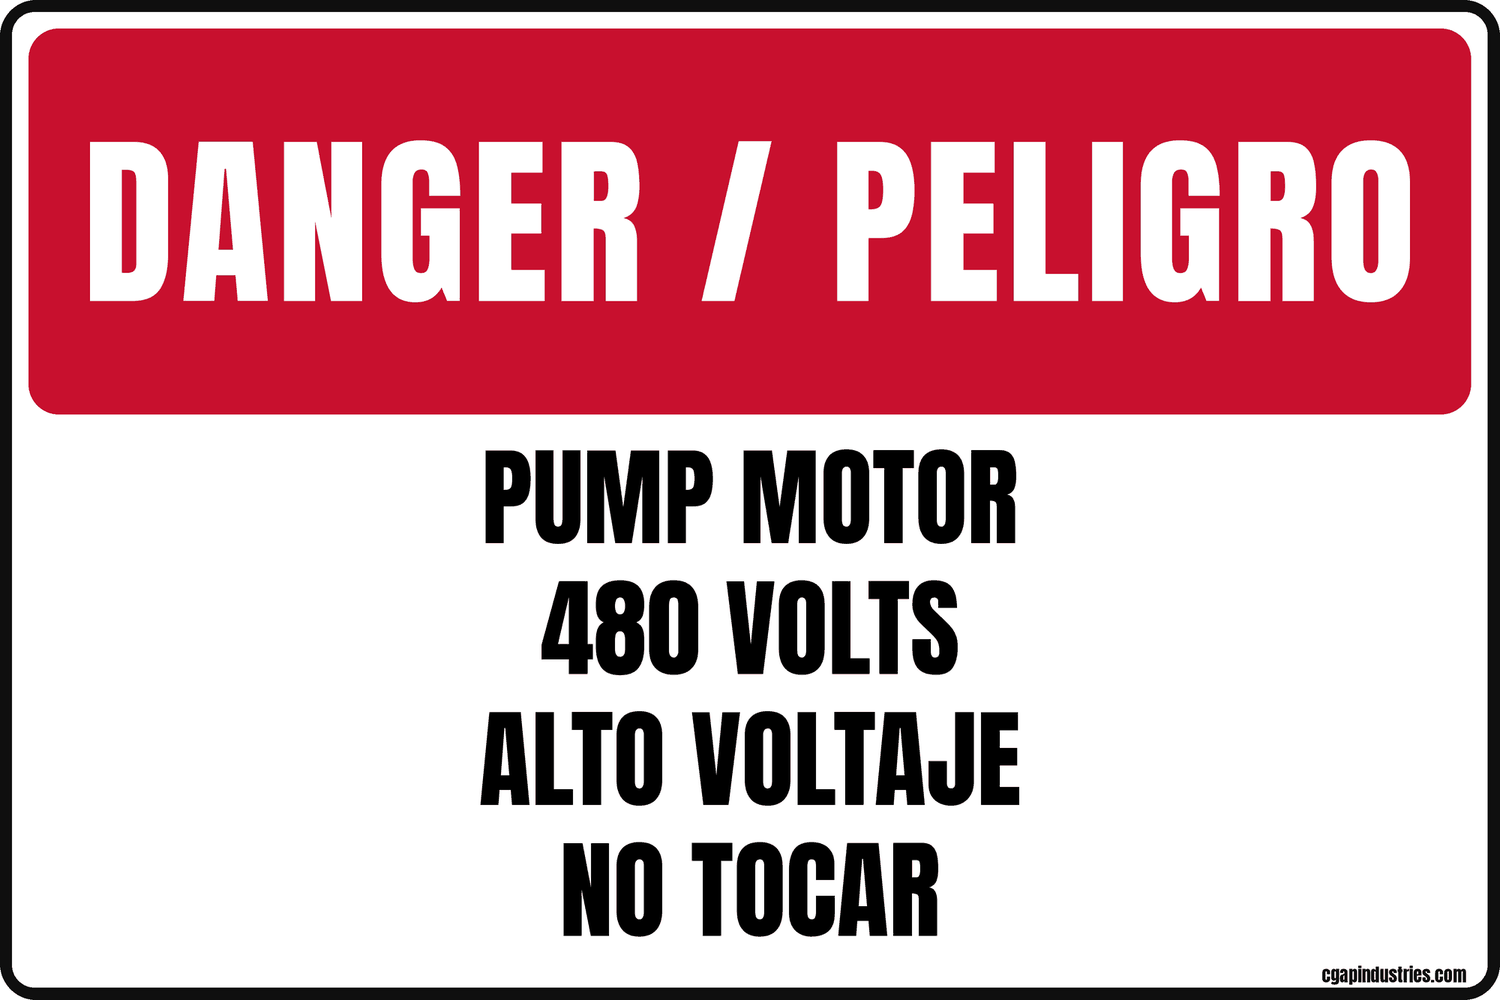 DANGER / PELIGRO
PUMP MOTOR
480 VOLTS
ALTO VOLTAJE
NO TOCAR
cgapindustries.com